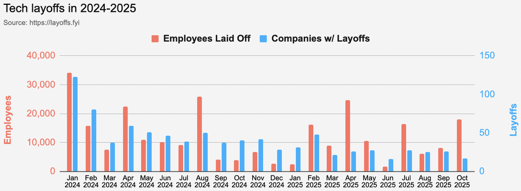 Tech layoffs in 2024-2025
Source: https://layoffs.fyi
Employees Laid Off
Companies w/ Layoffs
40,000
30,000
20,000
10,000
0
Employees
150
100
50
0
Layoffs
Jan 2024
Feb 2024
Mar 2024
Apr 2024
May 2024
Jun 2024
Jul 2024
Aug 2024
Sep 2024
Oct 2024
Nov 2024
Dec 2024
Jan 2025
Feb 2025
Mar 2025
Apr 2025
May 2025
Jun 2025
Jul 2025
Aug 2025
Sep 2025
Oct 2025